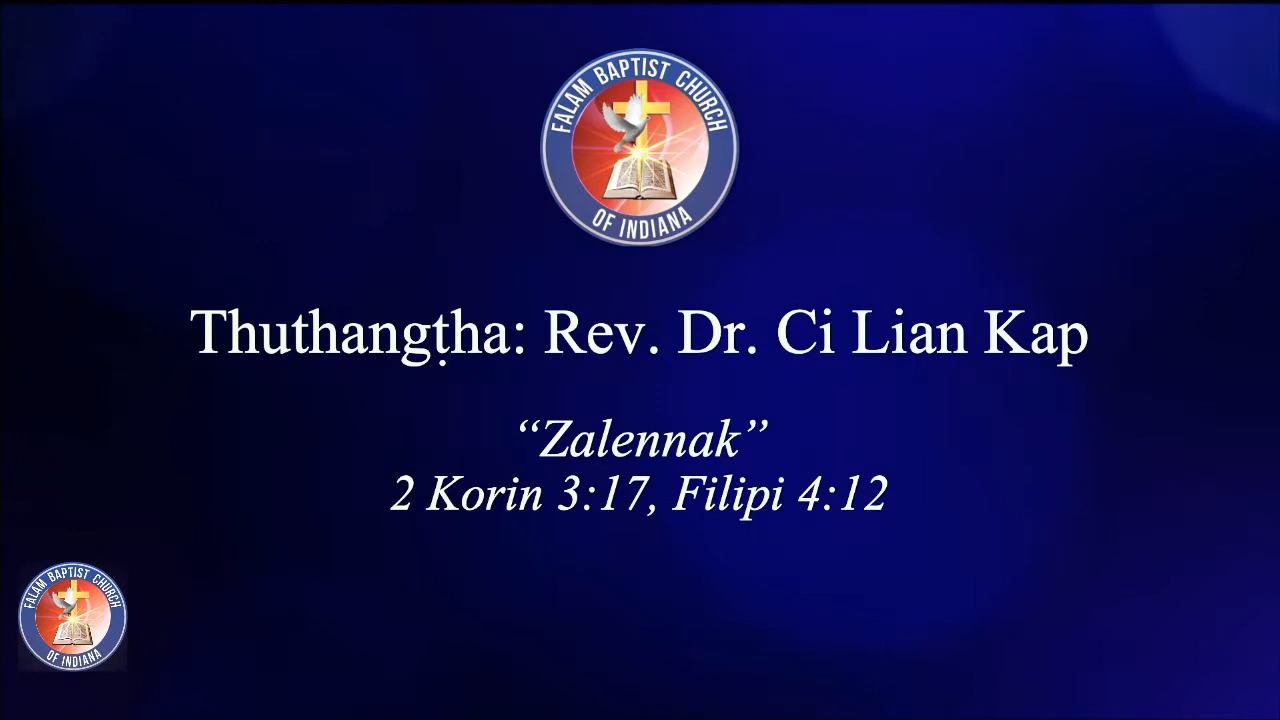 FALAM BAPTIST CHURCH
OF INDIANA
Thuthangṭha: Rev. Dr. Ci Lian Kap
“Zalennak”
2 Korin 3:17, Filipi 4:12
FALAM BAPTIST CHURCH
OF INDIANA